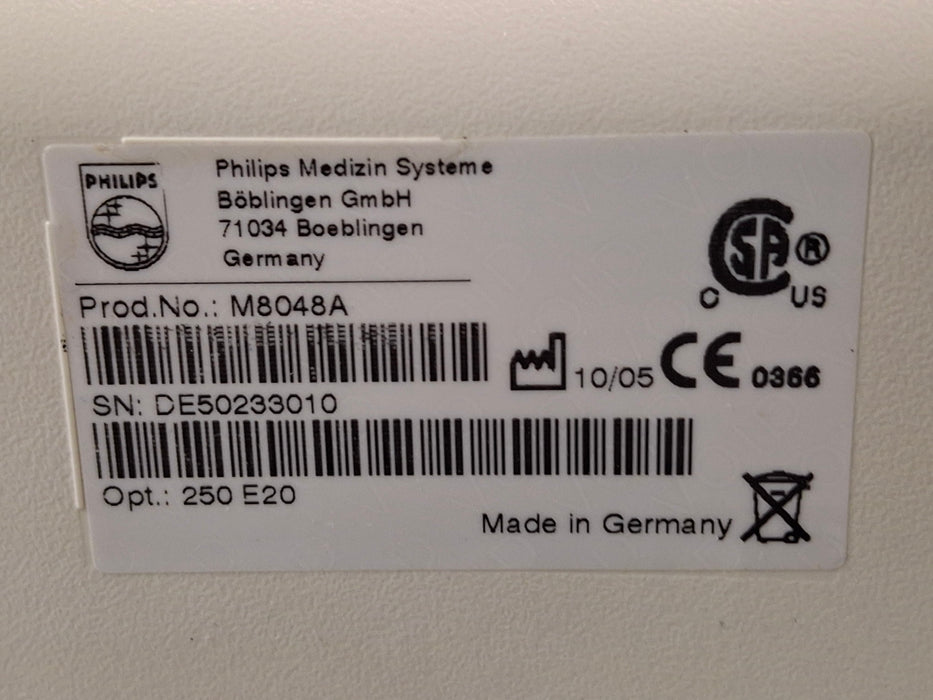 PHILIPS
Philips Medizin Systeme
Böblingen GmbH
71034 Boeblingen
Germany
Prod.No.: M8048A
SN: DE50233010
Opt.: 250 E20
10/05
CE 0366
CSA ®
C US
Made in Germany